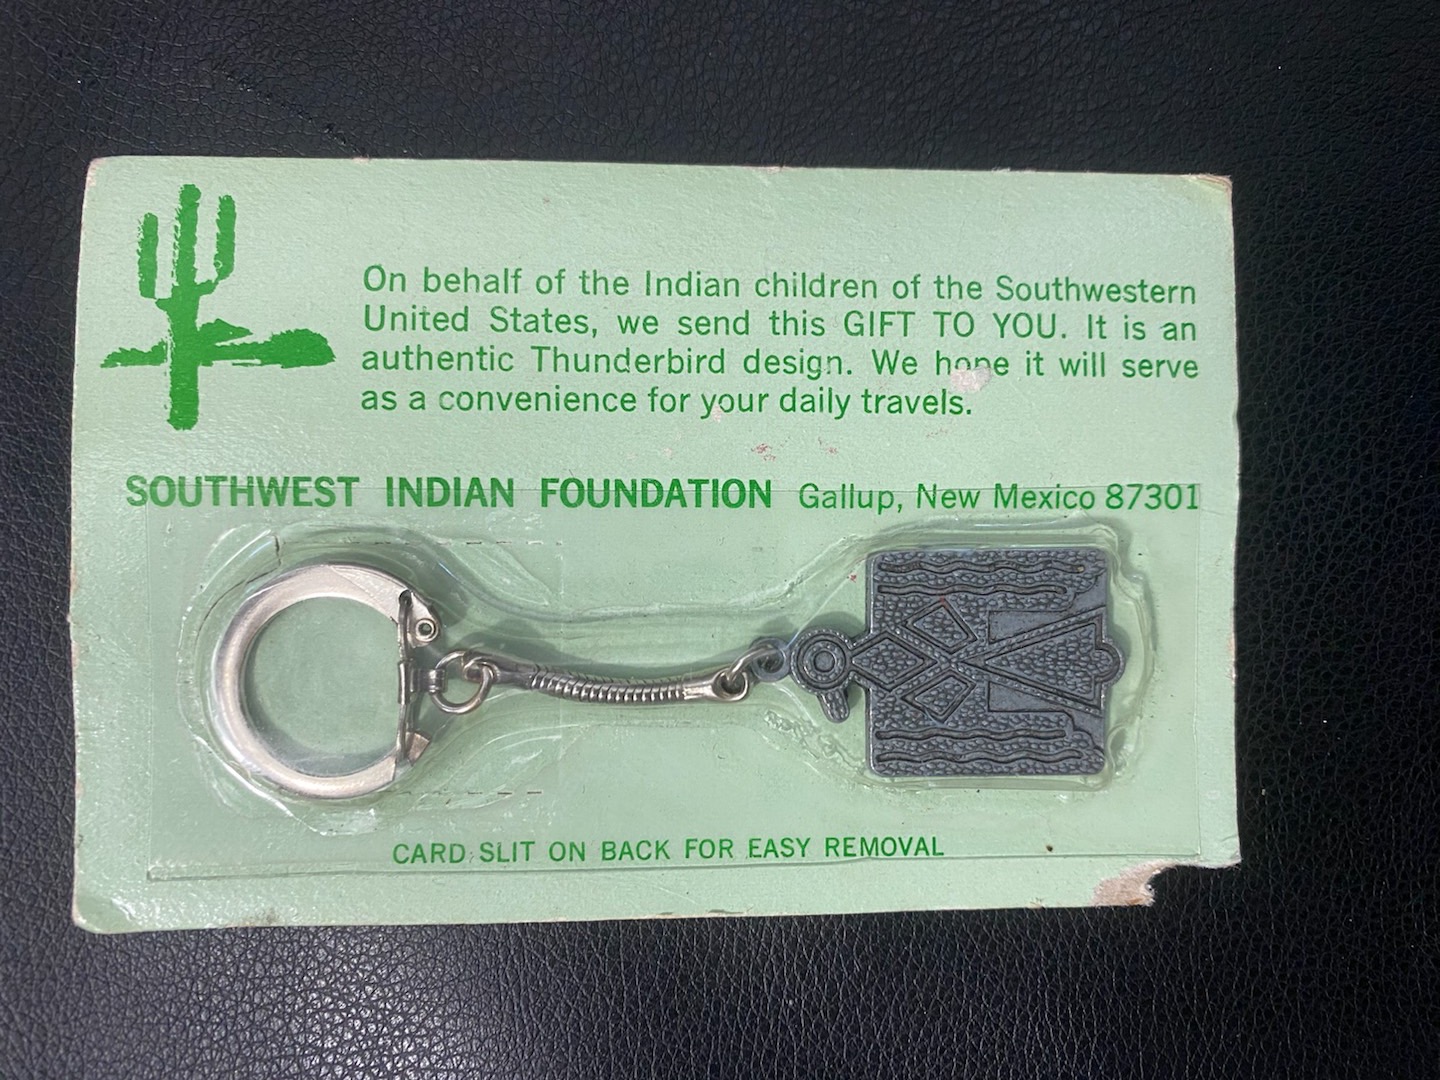 On behalf of the Indian children of the Southwestern
United States, we send this GIFT TO YOU. It is an
authentic Thunderbird design. We hope it will serve
as a convenience for your daily travels.
SOUTHWEST INDIAN FOUNDATION Gallup, New Mexico 87301
CARD SLIT ON BACK FOR EASY REMOVAL